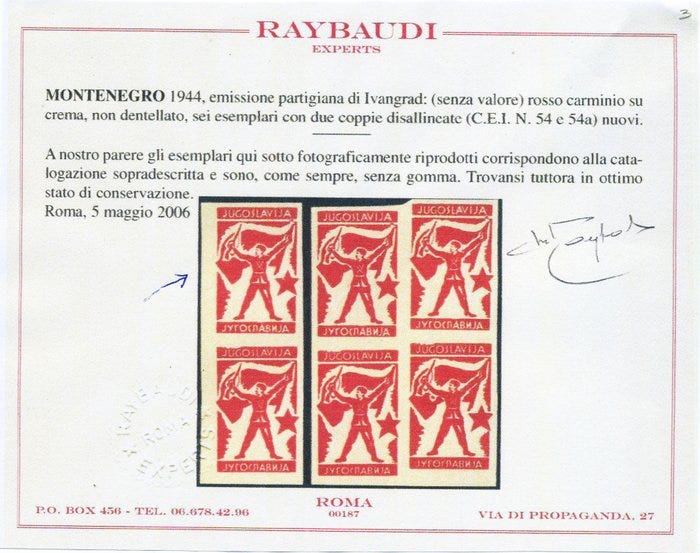 3
RAYBAUDI
EXPERTS
MONTENEGRO 1944, emissione partigiana di Ivangrad: (senza valore) rosso carminio su
crema, non dentellato, sei esemplari con due coppie disallineate (C.E.I. N. 54 e 54a) nuovi.
A nostro parere gli esemplari qui sotto fotograficamente riprodotti corrispondono alla cata-
logazione sopradescritta e sono, come sempre, senza gomma. Trovansi tuttora in ottimo
stato di conservazione.
Roma, 5 maggio 2006
JUGOSLAVIJA JUGOSLAVIJA JUGOSLAVIJA
ЈУГОСЛАВИЈА ЈУГОСЛАВИЈА ЈУГОСЛАВИЈА
JUGOSLAVIJA JUGOSLAVIJA JUGOSLAVIJA
ЈУГОСЛАВИЈА ЈУГОСЛАВИЈА ЈУГОСЛАВИЈА
RAYBAUDI
ROMA
EXPERTS
ROMA
00187
P.O. BOX 456 - TEL. 06.678.42.96
VIA DI PROPAGANDA, 27